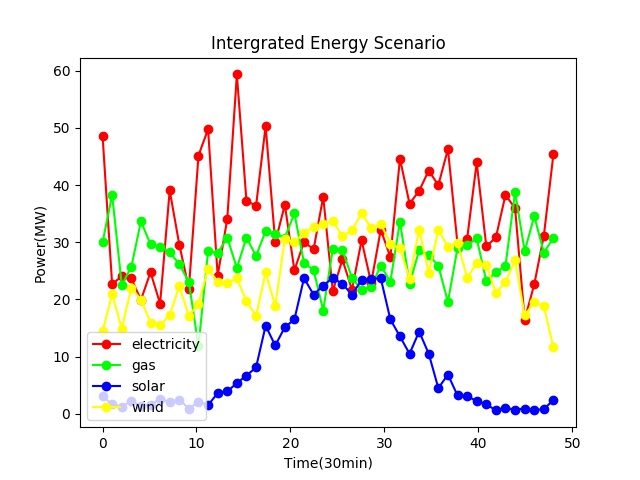 Intergrated Energy Scenario
Power(MW)
60
50
40
30
20
10
0
electricity
gas
solar
wind
0 10 20 30 40 50
Time(30min)